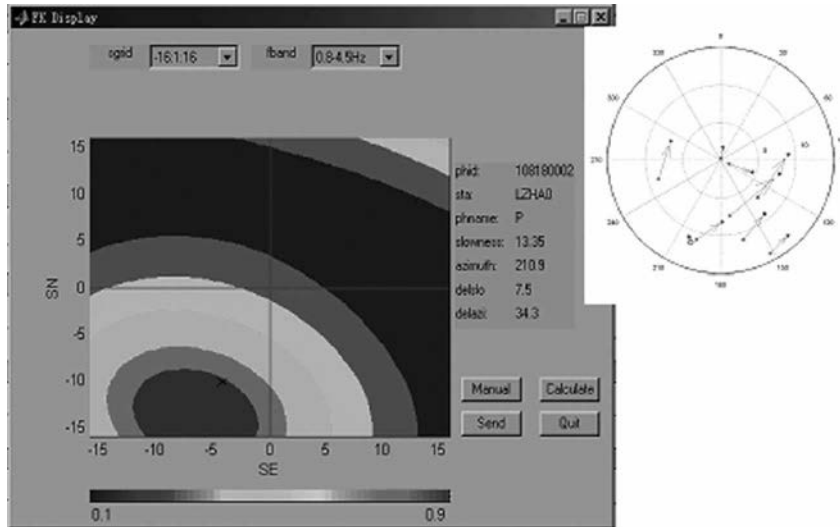 FK Display
sgrid -16:1:16 fband 0.8-4.5Hz
15
10
5
0
-5
-10
-15
SN
-15 -10 -5 0 5 10 15
SE
0.1 0.9
phid: 108180002
sta: LZHA0
phname: P
slowness: 13.35
azimuth: 210.9
delslo 7.5
delazi: 34.3
Manual Calculate
Send Quit
0
330
300
60
270
240
210
180
150